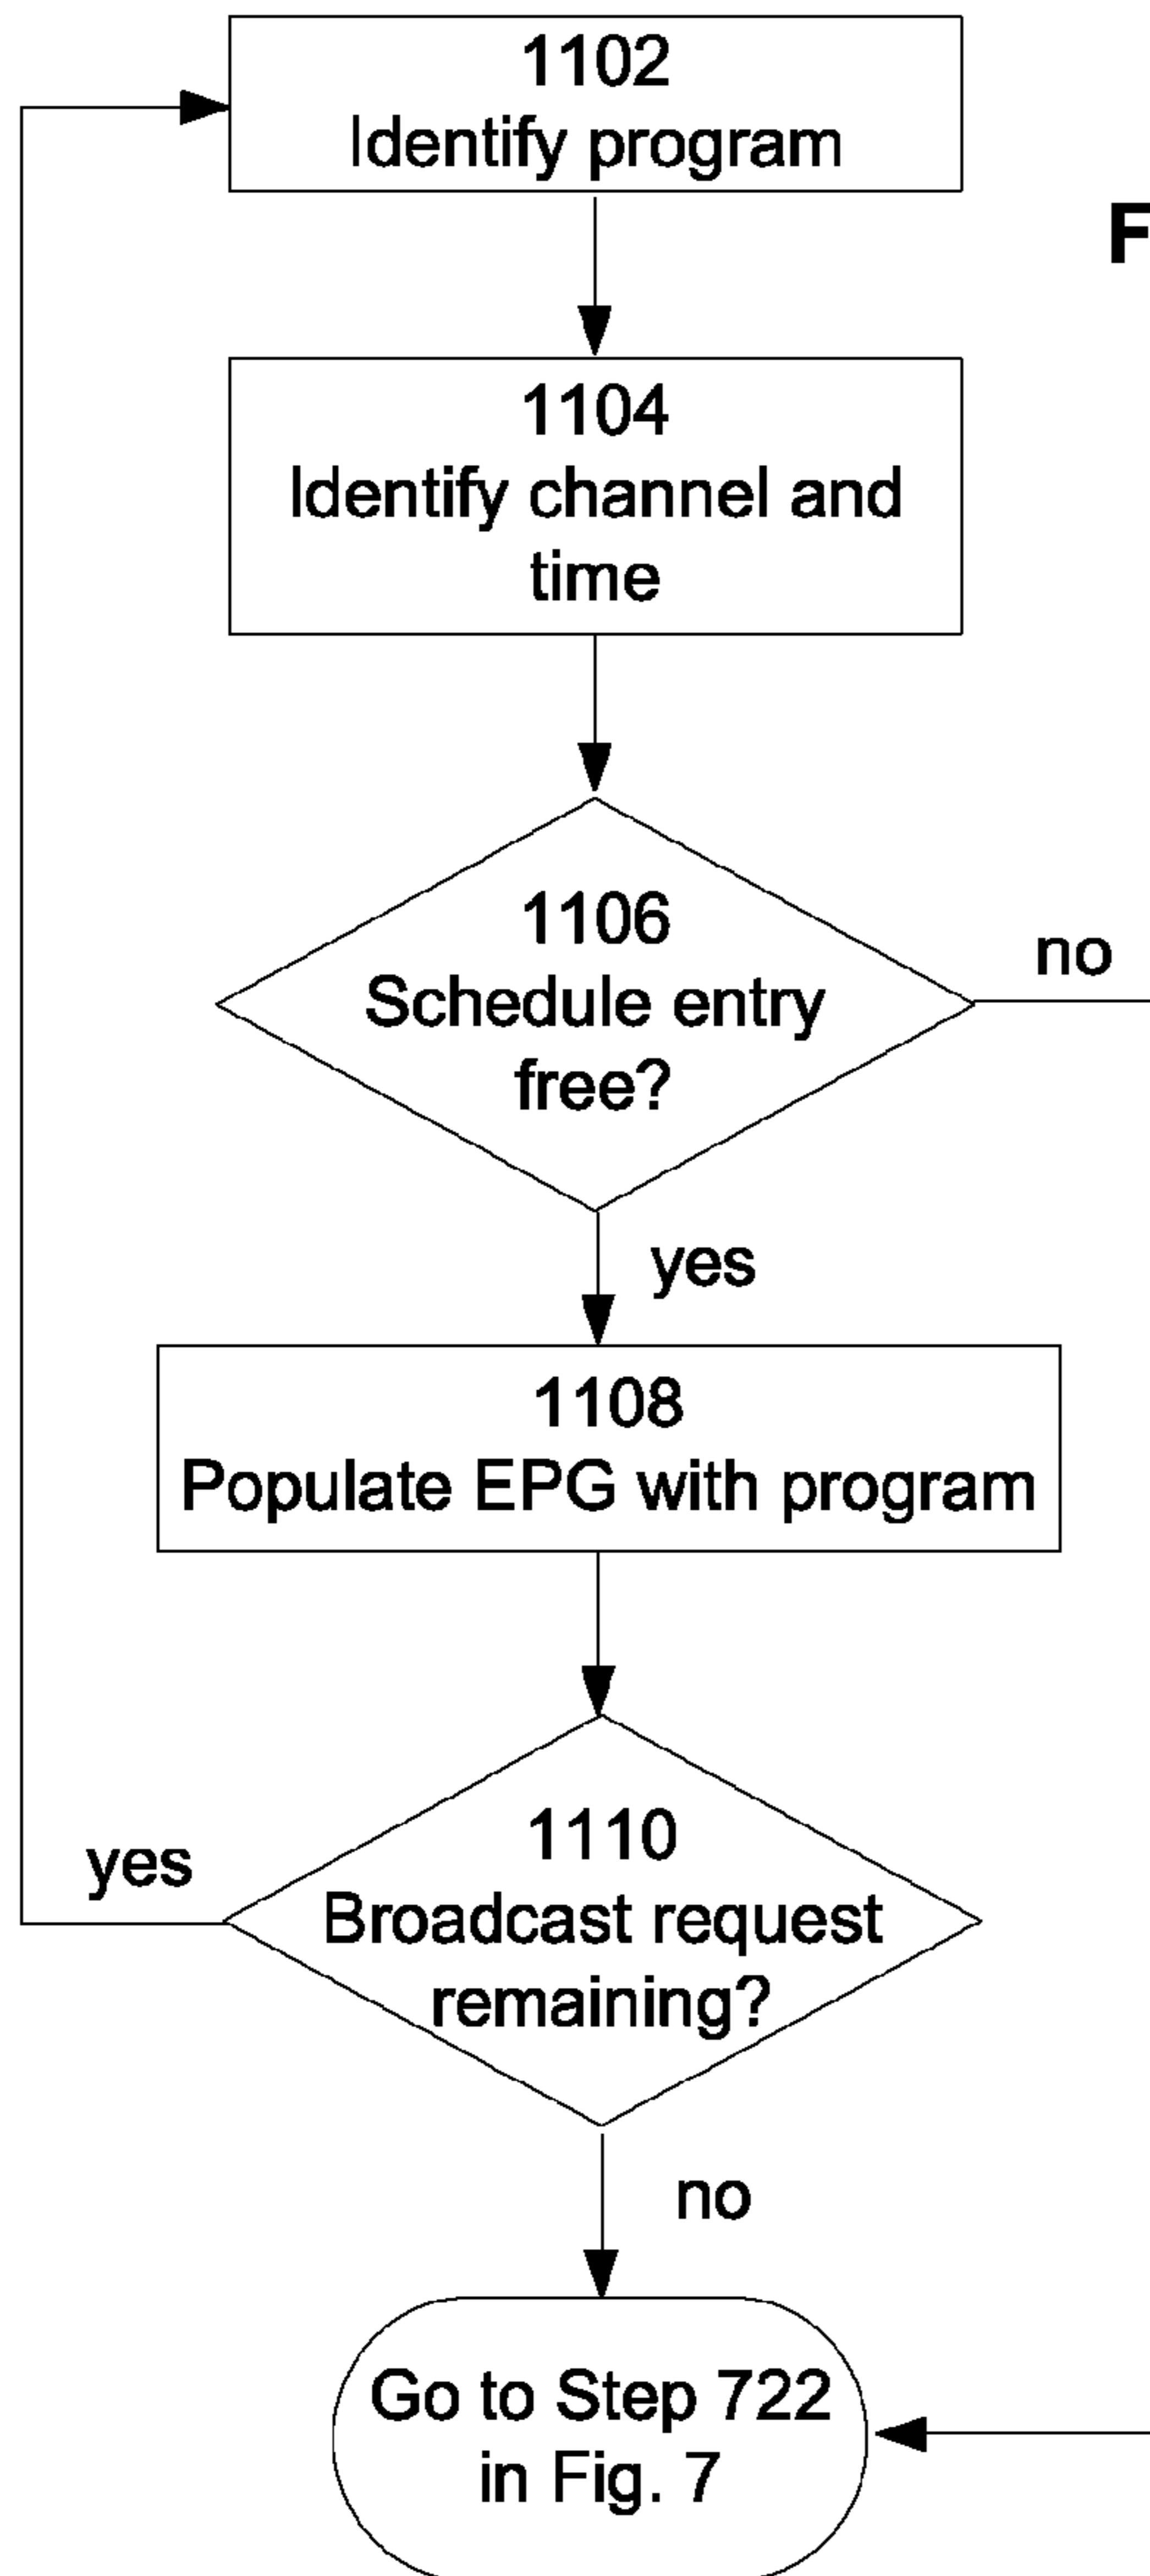 1102
Identify program
F
1104
Identify channel and
time
1106
Schedule entry
free?
no
yes
1108
Populate EPG with program
1110
Broadcast request
remaining?
yes
no
Go to Step 722
in Fig. 7